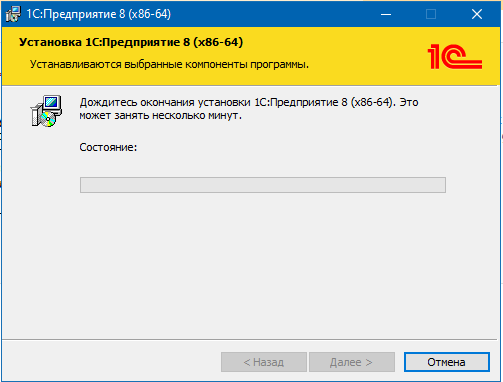 1С:Предприятие 8 (x86-64)
Установка 1С:Предприятие 8 (x86-64)
Устанавливаются выбранные компоненты программы.
1С
Дождитесь окончания установки 1С:Предприятие 8 (x86-64). Это
может занять несколько минут.
Состояние:
< Назад
Далее >
Отмена